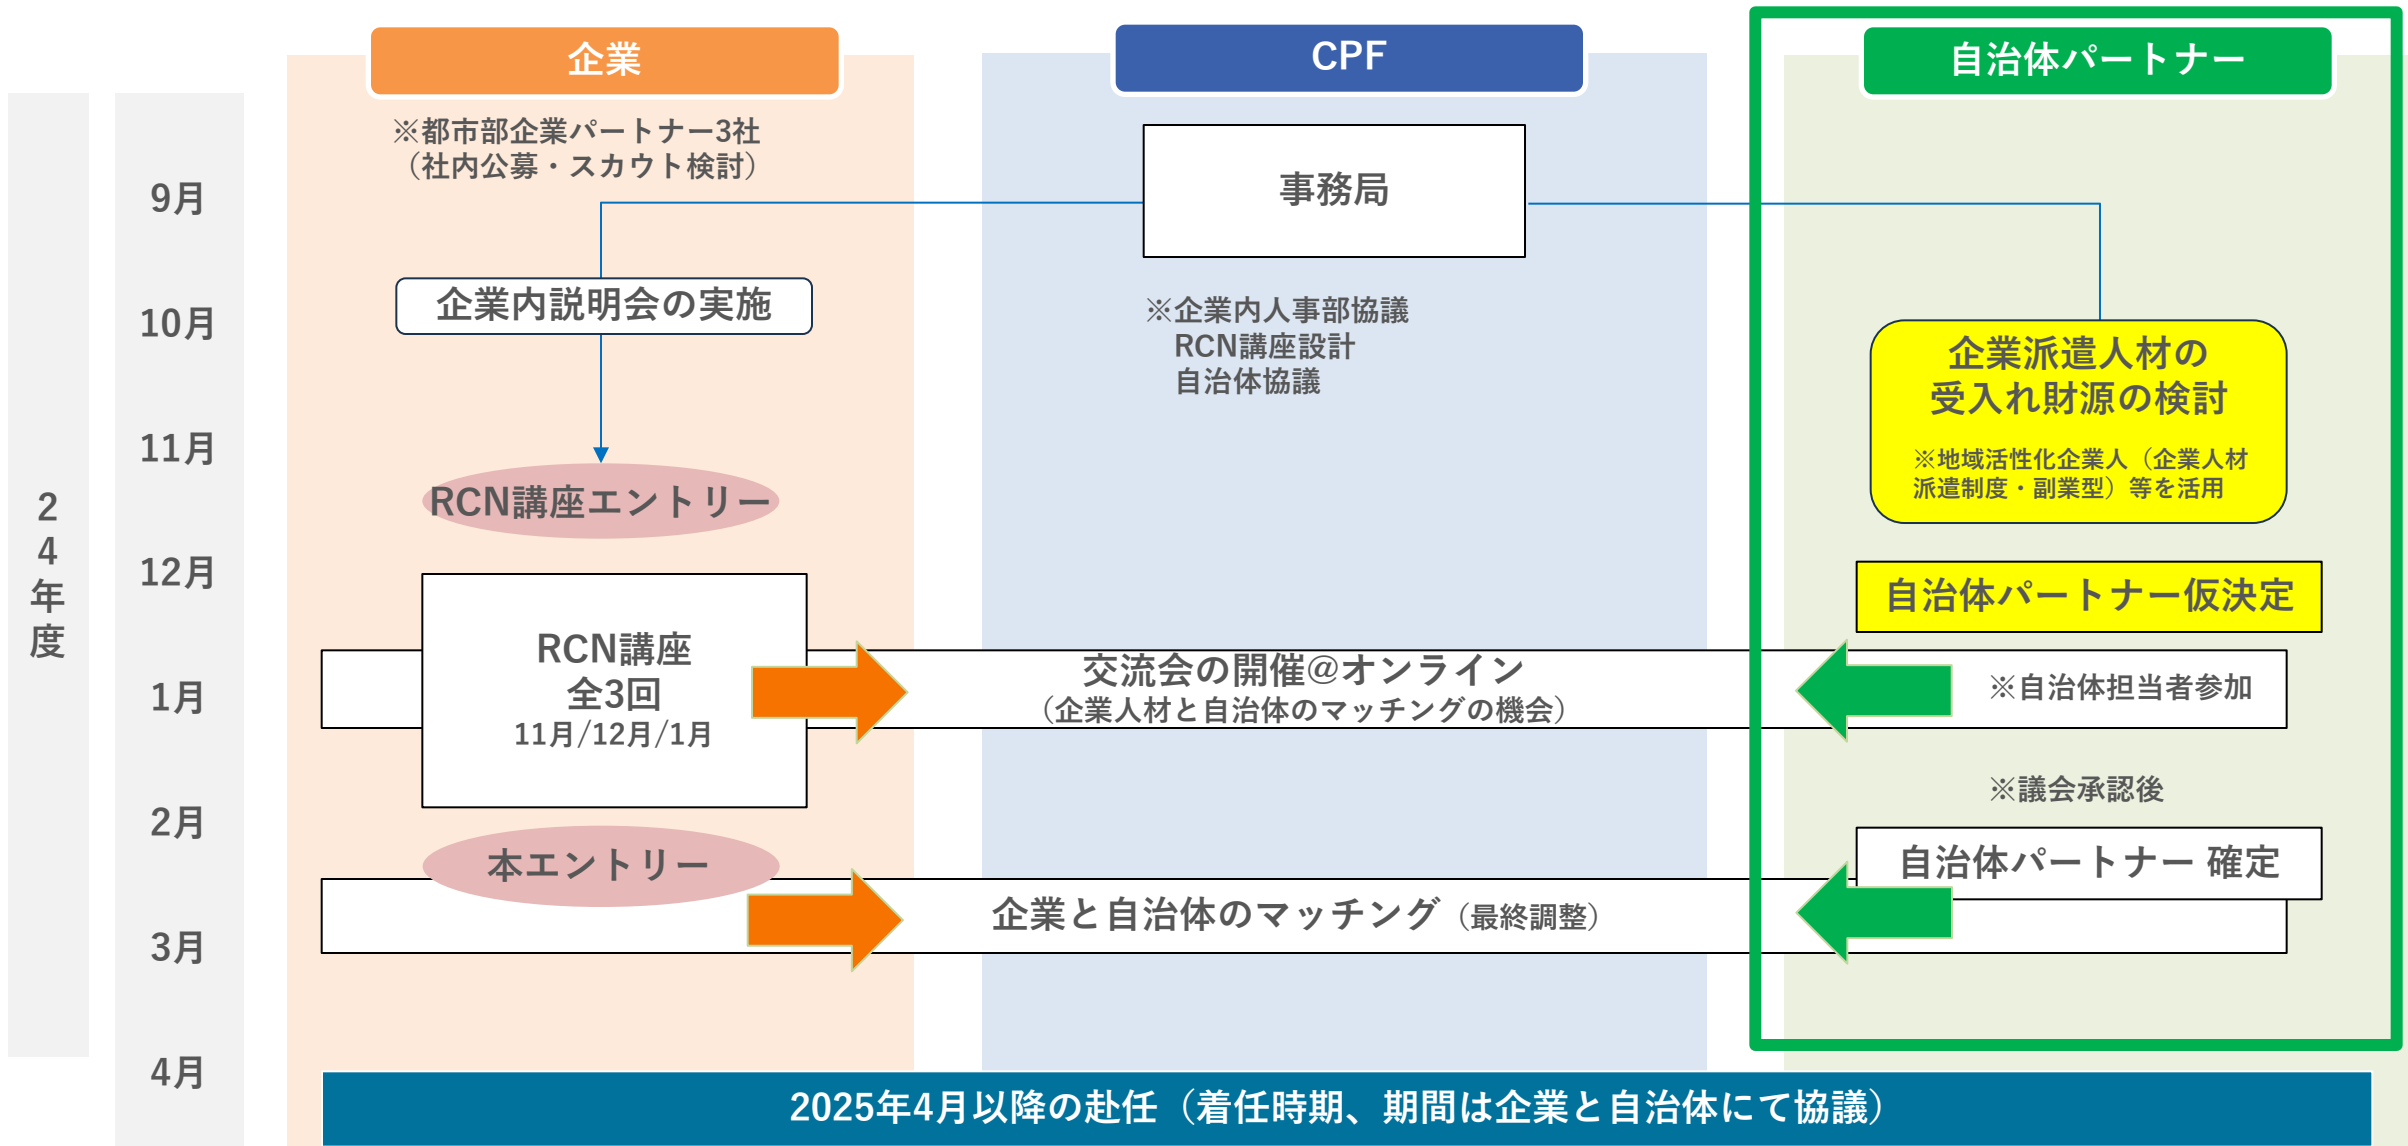 企業
CPF
自治体パートナー
※都市部企業パートナー3社
（社内公募・スカウト検討）
事務局
9月
企業内説明会の実施
※企業内人事部協議
RCN講座設計
自治体協議
10月
企業派遣人材の
受入れ財源の検討
※地域活性化企業人（企業人材
派遣制度・副業型）等を活用
11月
RCN講座エントリー
24年度
12月
自治体パートナー仮決定
RCN講座
全3回
11月/12月/1月
交流会の開催@オンライン
（企業人材と自治体のマッチングの機会）
※自治体担当者参加
1月
※議会承認後
2月
本エントリー
自治体パートナー 確定
企業と自治体のマッチング（最終調整）
3月
4月
2025年4月以降の赴任（着任時期、期間は企業と自治体にて協議）